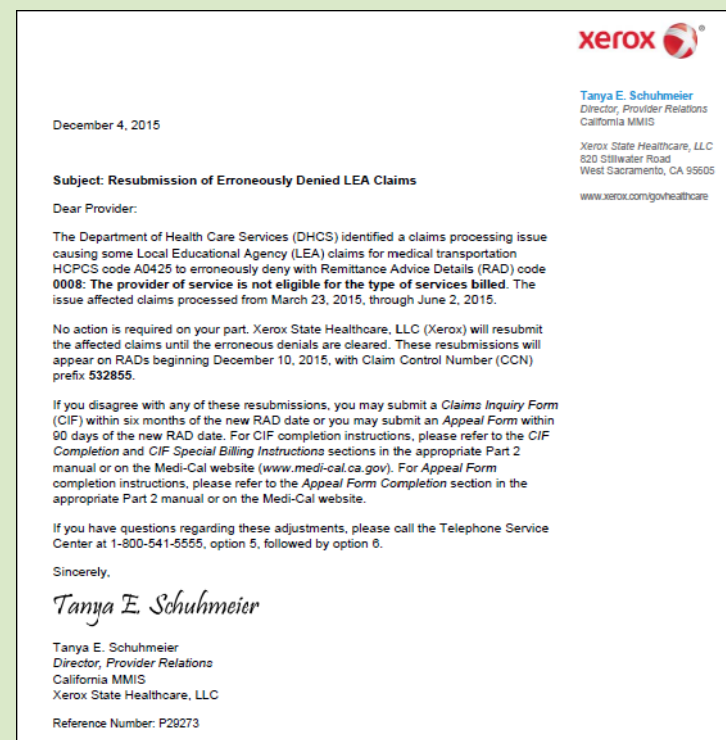 xerox
Tanya E. Schuhmeier
Director, Provider Relations
California MMIS
Xerox State Healthcare, LLC
820 Stillwater Road
West Sacramento, CA 95605
www.xerox.com/govhealthcare
December 4, 2015
Subject: Resubmission of Erroneously Denied LEA Claims
Dear Provider:
The Department of Health Care Services (DHCS) identified a claims processing issue
causing some Local Educational Agency (LEA) claims for medical transportation
HCPCS code A0425 to erroneously deny with Remittance Advice Details (RAD) code
0008: The provider of service is not eligible for the type of services billed. The
issue affected claims processed from March 23, 2015, through June 2, 2015.
No action is required on your part. Xerox State Healthcare, LLC (Xerox) will resubmit
the affected claims until the erroneous denials are cleared. These resubmissions will
appear on RADs beginning December 10, 2015, with Claim Control Number (CCN)
prefix 532855.
If you disagree with any of these resubmissions, you may submit a Claims Inquiry Form
(CIF) within six months of the new RAD date or you may submit an Appeal Form within
90 days of the new RAD date. For CIF completion instructions, please refer to the CIF
Completion and CIF Special Billing Instructions sections in the appropriate Part 2
manual or on the Medi-Cal website (www.medi-cal.ca.gov). For Appeal Form
completion instructions, please refer to the Appeal Form Completion section in the
appropriate Part 2 manual or on the Medi-Cal website.
If you have questions regarding these adjustments, please call the Telephone Service
Center at 1-800-541-5555, option 5, followed by option 6.
Sincerely,
Tanya E. Schuhmeier
Tanya E. Schuhmeier
Director, Provider Relations
California MMIS
Xerox State Healthcare, LLC
Reference Number: P29273